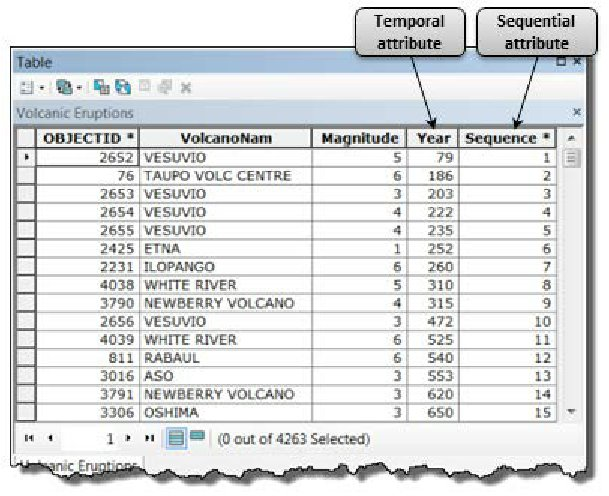 Temporal attribute
Sequential attribute
Table
Volcanic Eruptions
OBJECTID * VolcanoNam Magnitude Year Sequence *
2652 VESUVIO 5 79 1
76 TAUPO VOLC CENTRE 6 186 2
2653 VESUVIO 3 203 3
2654 VESUVIO 4 222 4
2655 VESUVIO 4 235 5
2425 ETNA 1 252 6
2231 ILOPANGO 6 260 7
4038 WHITE RIVER 5 310 8
3790 NEWBERRY VOLCANO 4 315 9
2656 VESUVIO 3 472 10
4039 WHITE RIVER 6 525 11
811 RABAUL 6 540 12
3016 ASO 3 553 13
3791 NEWBERRY VOLCANO 3 620 14
3306 OSHIMA 3 650 15
1 (0 out of 4263 Selected)
Volcanic Eruptions